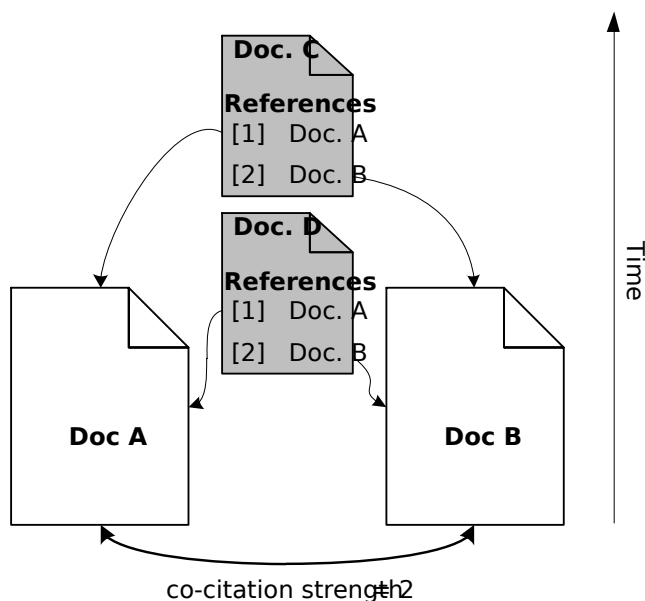 Doc. C
References
[1] Doc. A
[2] Doc. B
Doc. D
References
[1] Doc. A
[2] Doc. B
Time
Doc A
Doc B
co-citation strength = 2